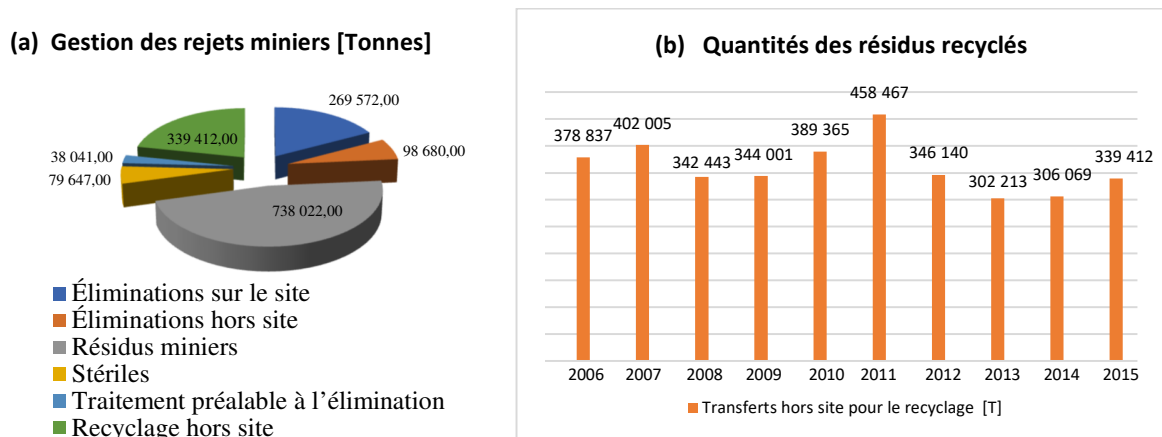 (a) Gestion des rejets miniers [Tonnes]
269 572,00
98 680,00
738 022,00
79 647,00
38 041,00
339 412,00
Éliminations sur le site
Éliminations hors site
Résidus miniers
Stériles
Traitement préalable à l’élimination
Recyclage hors site
(b) Quantités des résidus recyclés
378 837
402 005
342 443
344 001
389 365
458 467
346 140
302 213
306 069
339 412
2006 2007 2008 2009 2010 2011 2012 2013 2014 2015
Transferts hors site pour le recyclage [T]